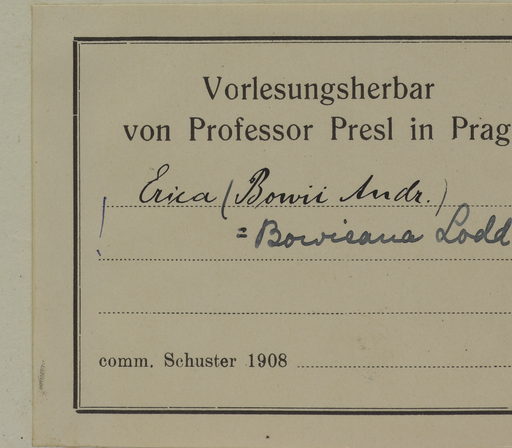 Vorlesungsherbar
von Professor Presl in Prag
Erica (Bowii Andr.)
= Bowieana Lodd
comm. Schuster 1908